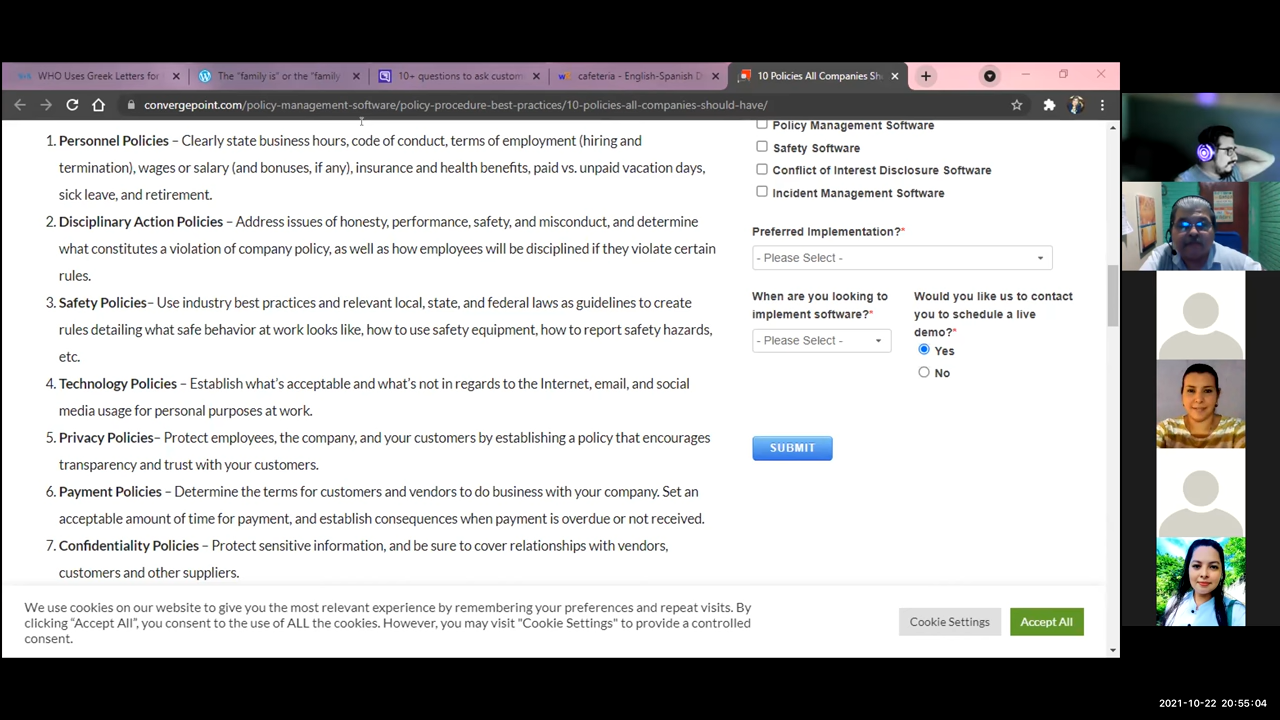 WHO Uses Greek Letters for
The "family is" or the "family
10+ questions to ask custom
cafeteria - English-Spanish D
10 Policies All Companies Sh
convergepoint.com/policy-management-software/policy-procedure-best-practices/10-policies-all-companies-should-have/
1. Personnel Policies – Clearly state business hours, code of conduct, terms of employment (hiring and
termination), wages or salary (and bonuses, if any), insurance and health benefits, paid vs. unpaid vacation days,
sick leave, and retirement.
2. Disciplinary Action Policies – Address issues of honesty, performance, safety, and misconduct, and determine
what constitutes a violation of company policy, as well as how employees will be disciplined if they violate certain
rules.
3. Safety Policies– Use industry best practices and relevant local, state, and federal laws as guidelines to create
rules detailing what safe behavior at work looks like, how to use safety equipment, how to report safety hazards,
etc.
4. Technology Policies – Establish what's acceptable and what's not in regards to the Internet, email, and social
media usage for personal purposes at work.
5. Privacy Policies– Protect employees, the company, and your customers by establishing a policy that encourages
transparency and trust with your customers.
6. Payment Policies – Determine the terms for customers and vendors to do business with your company. Set an
acceptable amount of time for payment, and establish consequences when payment is overdue or not received.
7. Confidentiality Policies – Protect sensitive information, and be sure to cover relationships with vendors,
customers and other suppliers.
Policy Management Software
Safety Software
Conflict of Interest Disclosure Software
Incident Management Software
Preferred Implementation?*
- Please Select -
When are you looking to
implement software?*
- Please Select -
Would you like us to contact
you to schedule a live
demo?*
Yes
No
SUBMIT
We use cookies on our website to give you the most relevant experience by remembering your preferences and repeat visits. By
clicking “Accept All”, you consent to the use of ALL the cookies. However, you may visit "Cookie Settings" to provide a controlled
consent.
Cookie Settings
Accept All
2021-10-22 20:55:04